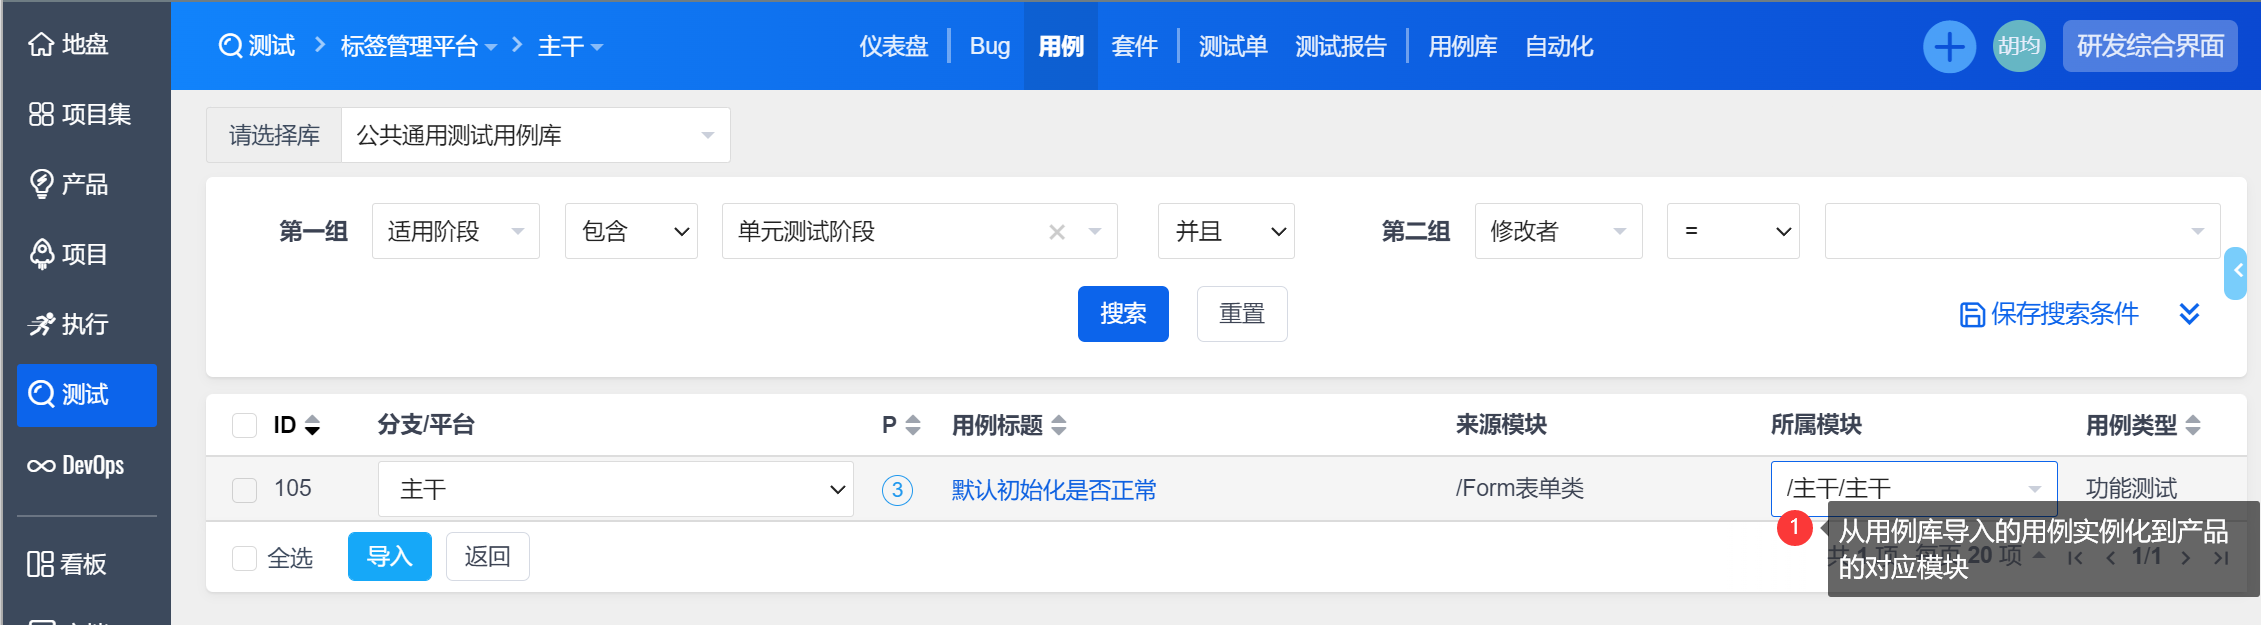 地盘
项目集
产品
项目
执行
测试
DevOps
看板
测试 > 标签管理平台 > 主干
仪表盘 Bug 用例 套件 测试单 测试报告 用例库 自动化
胡均 研发综合界面
请选择库 公共通用测试用例库
第一组 适用阶段 包含 单元测试阶段 × 并且 第二组 修改者 =
搜索 重置 保存搜索条件
ID 分支/平台 P 用例标题 来源模块 所属模块 用例类型
105 主干 3 默认初始化是否正常 /Form表单类 /主干/主干 功能测试
全选 导入 返回
共 1 项 每页 20 项 1/1
1 从用例库导入的用例实例化到产品
的对应模块